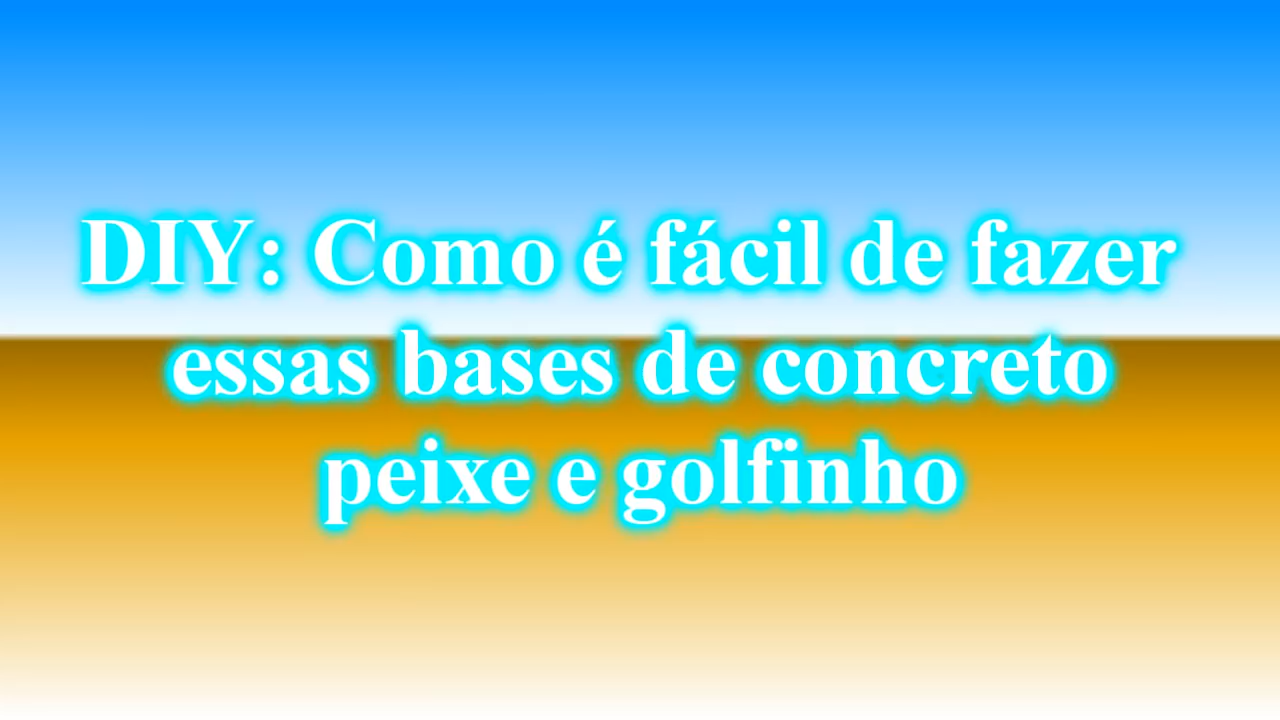 DIY: Como é fácil de fazer
essas bases de concreto
peixe e golfinho